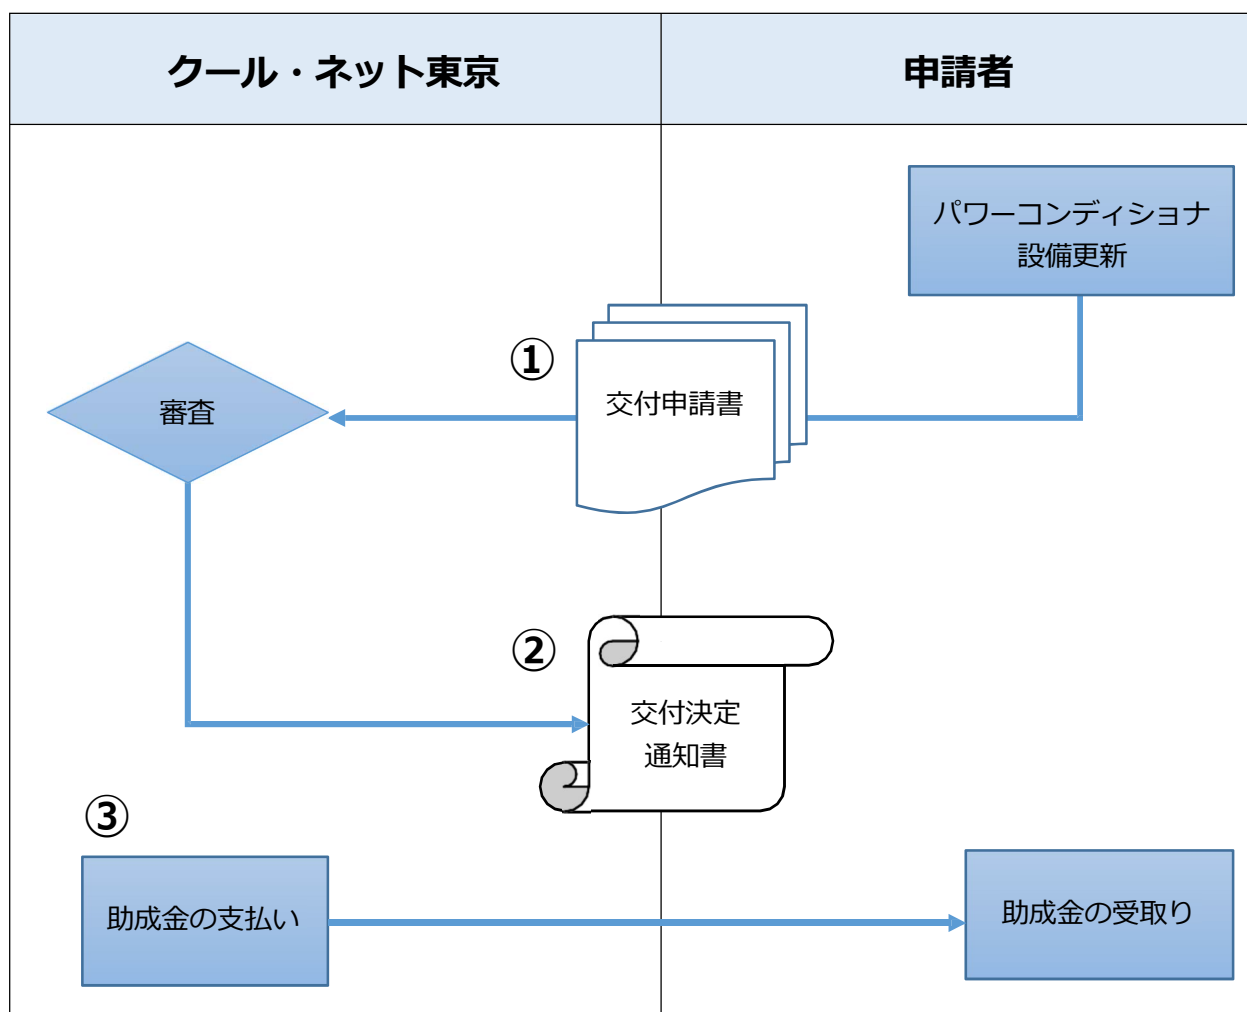 クール・ネット東京
申請者
パワーコンディショナ
設備更新
①
交付申請書
審査
②
交付決定
通知書
③
助成金の支払い
助成金の受取り